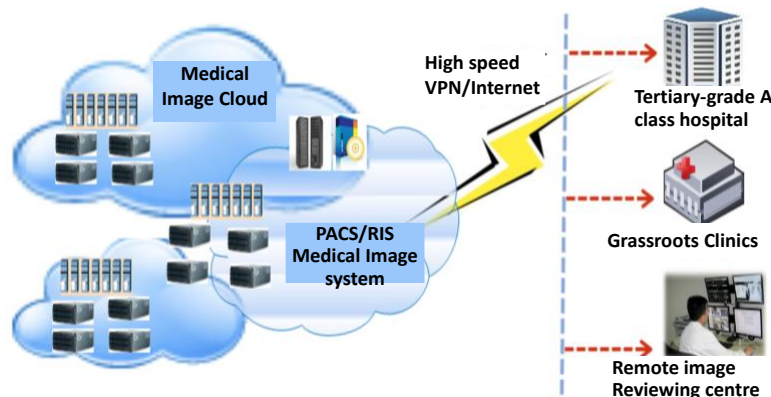 Medical
Image Cloud
High speed
VPN/Internet
PACS/RIS
Medical Image
system
Tertiary-grade A
class hospital
Grassroots Clinics
Remote image
Reviewing centre